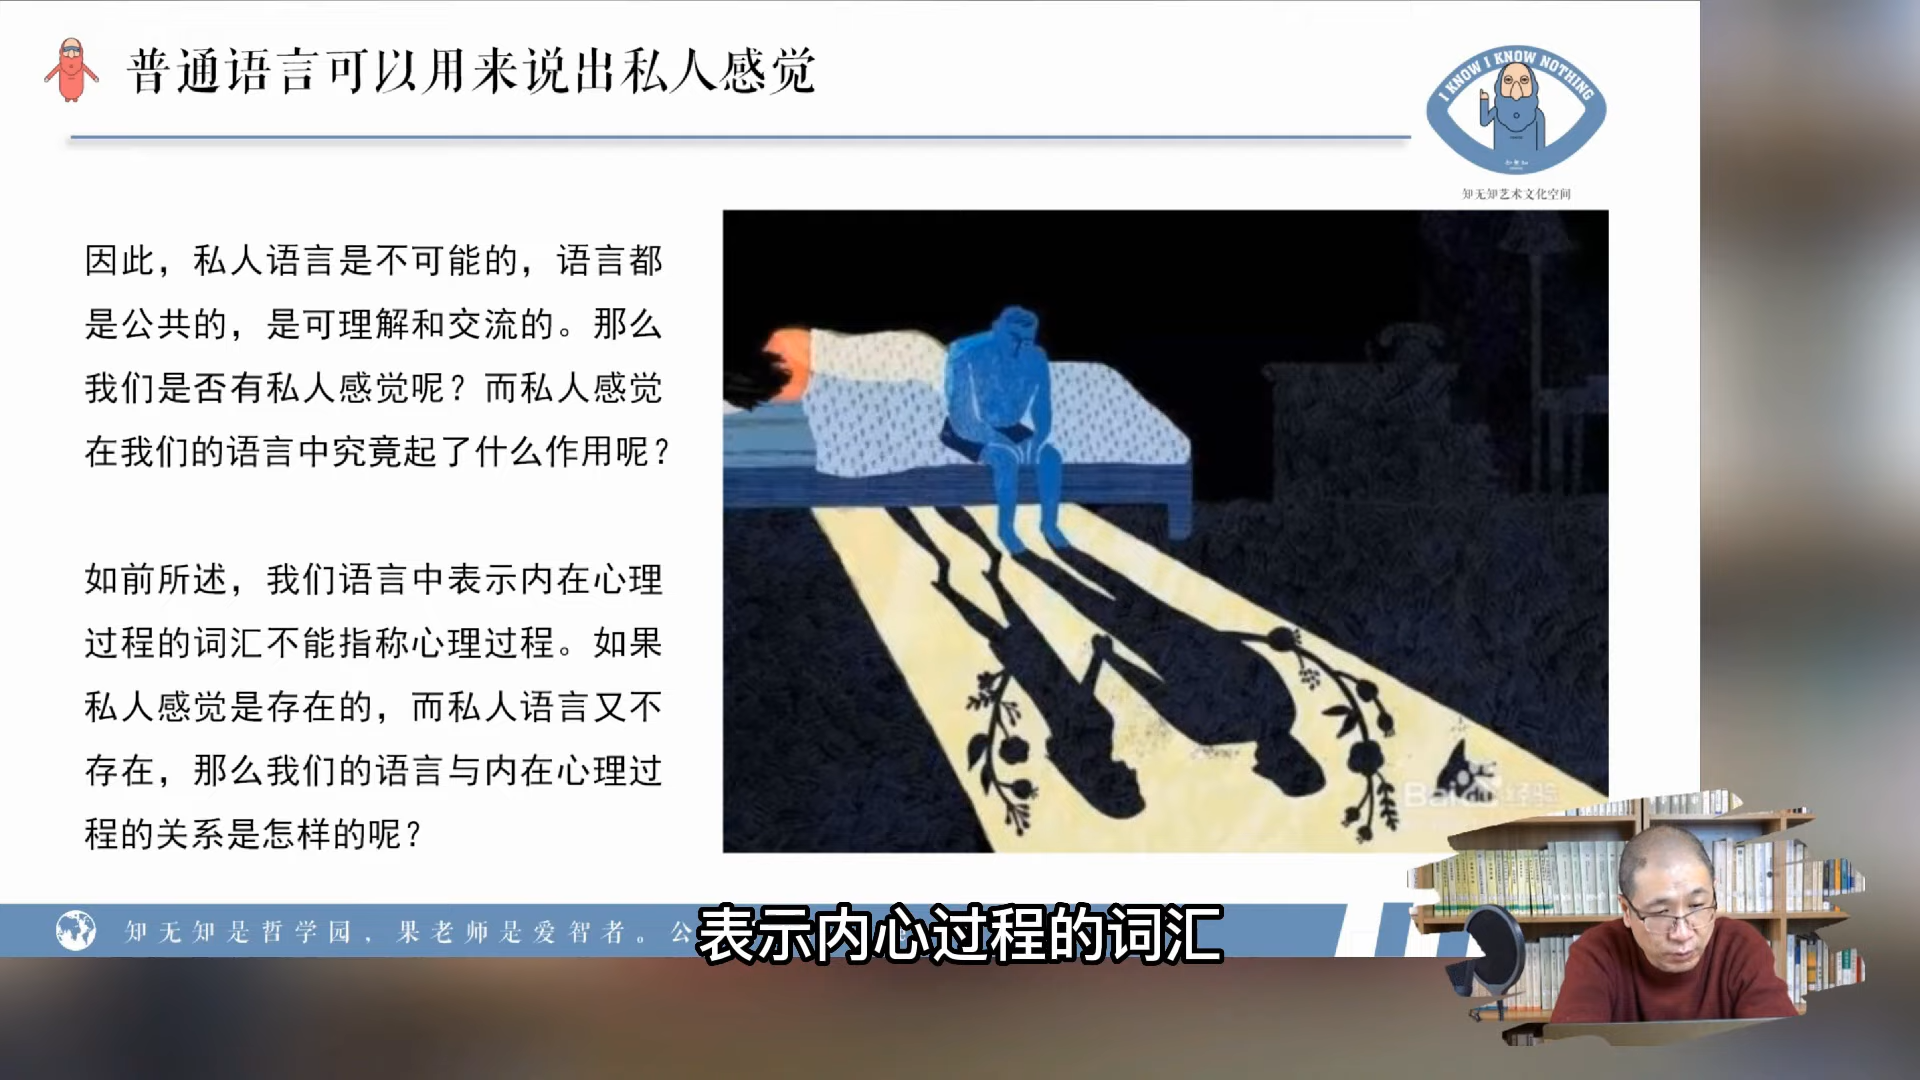 普通语言可以用来说出私人感觉
I KNOW I KNOW NOTHING
知无知艺术文化空间
因此，私人语言是不可能的，语言都
是公共的，是可理解和交流的。那么
我们是否有私人感觉呢？而私人感觉
在我们的语言中究竟起了什么作用呢？
如前所述，我们语言中表示内在心理
过程的词汇不能指称心理过程。如果
私人感觉是存在的，而私人语言又不
存在，那么我们的语言与内在心理过
程的关系是怎样的呢？
Baidu经验
知无知是哲学园，果老师是爱智者。公
表示内心过程的词汇